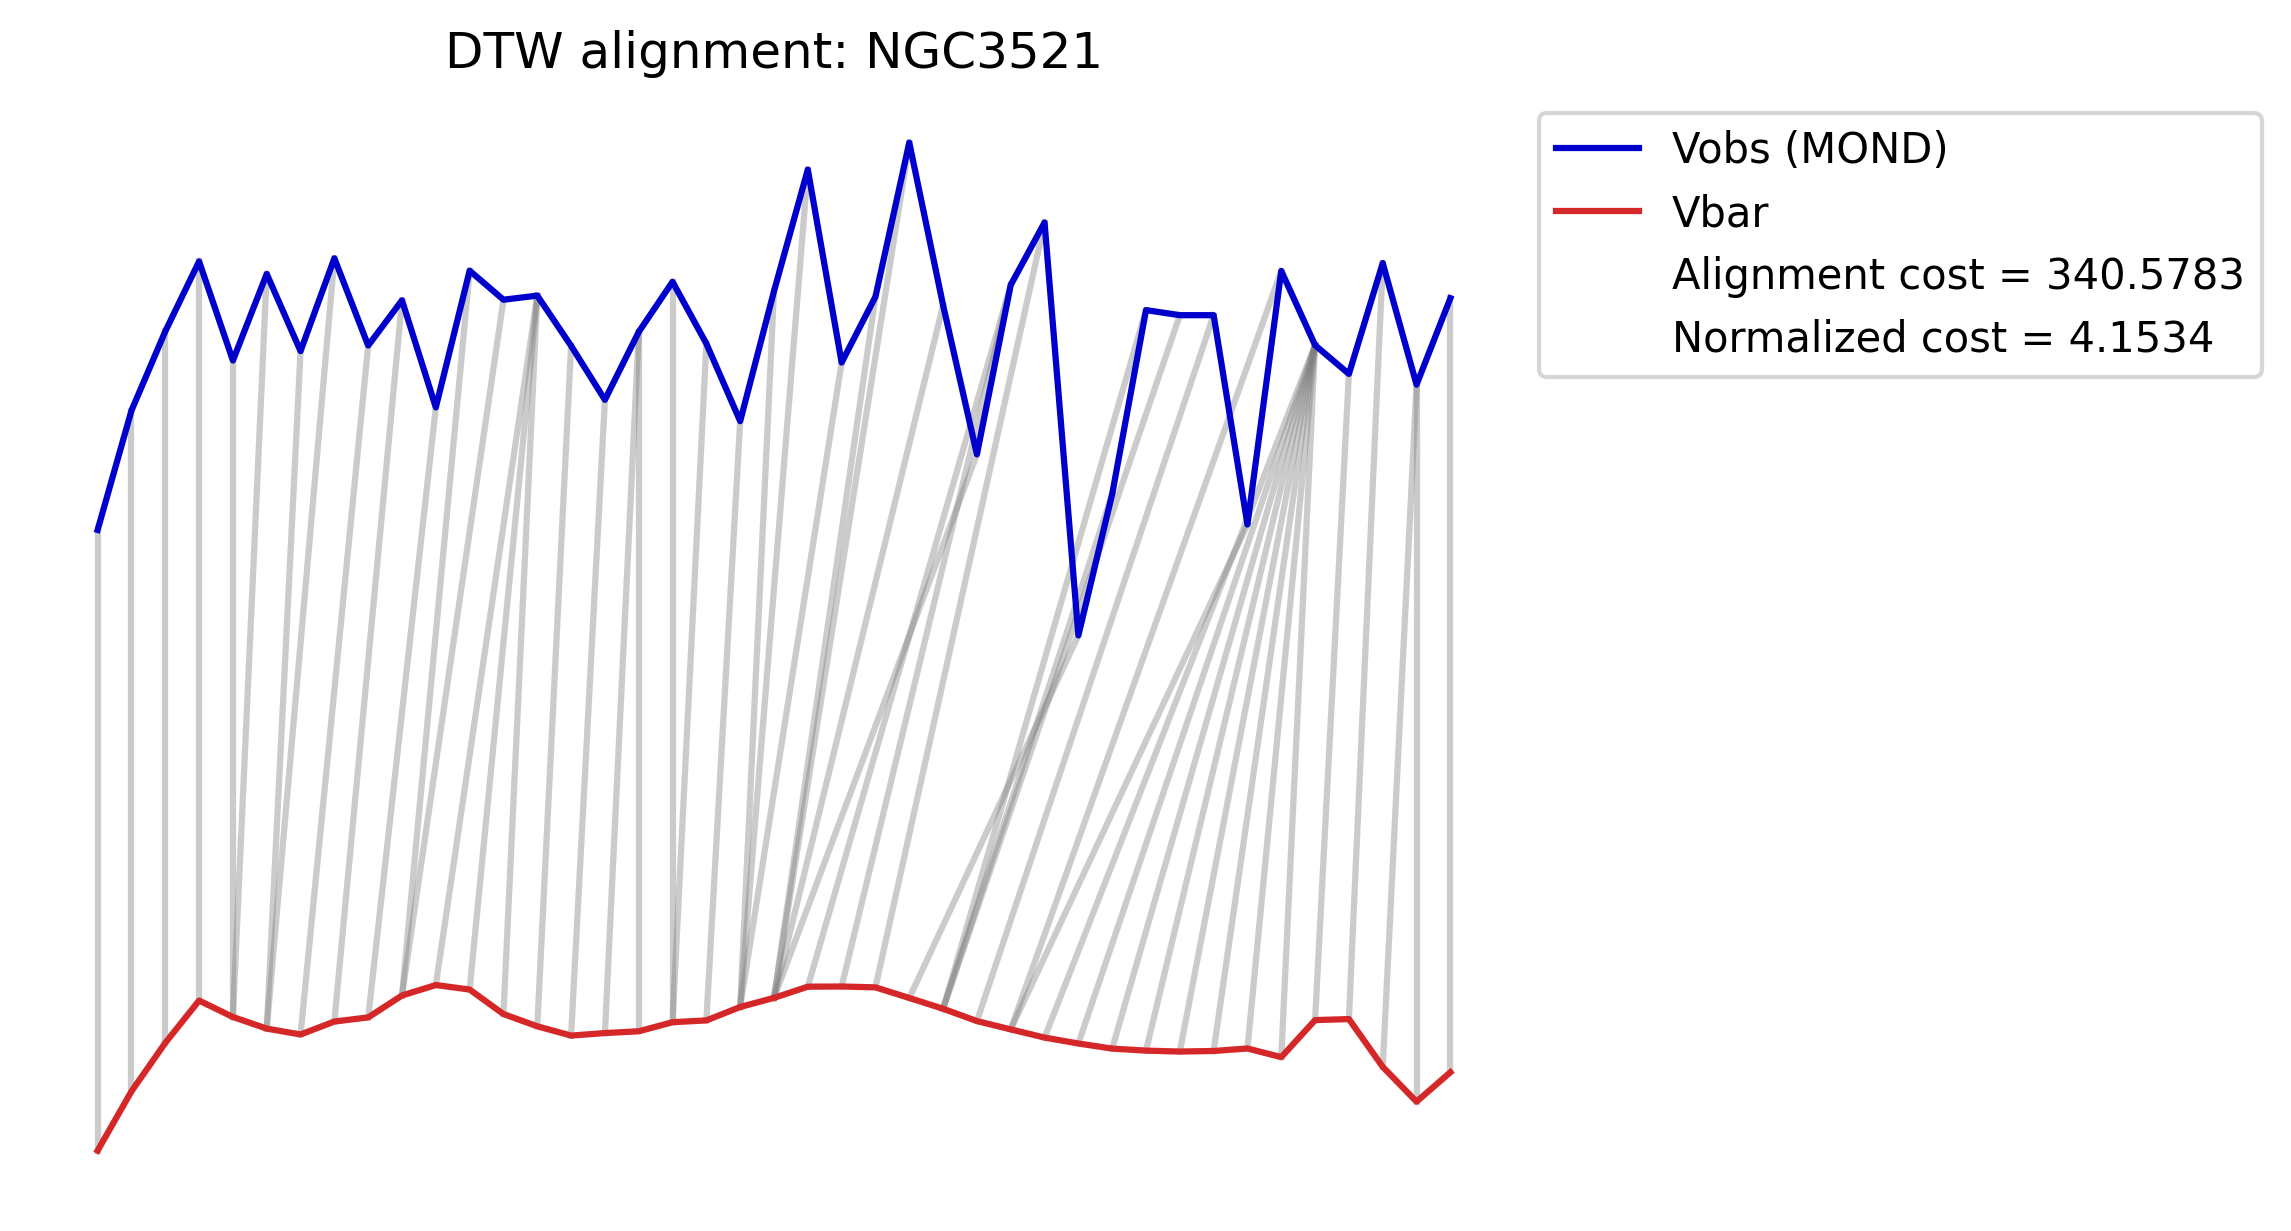 DTW alignment: NGC3521
Vobs (MOND)
Vbar
Alignment cost = 340.5783
Normalized cost = 4.1534